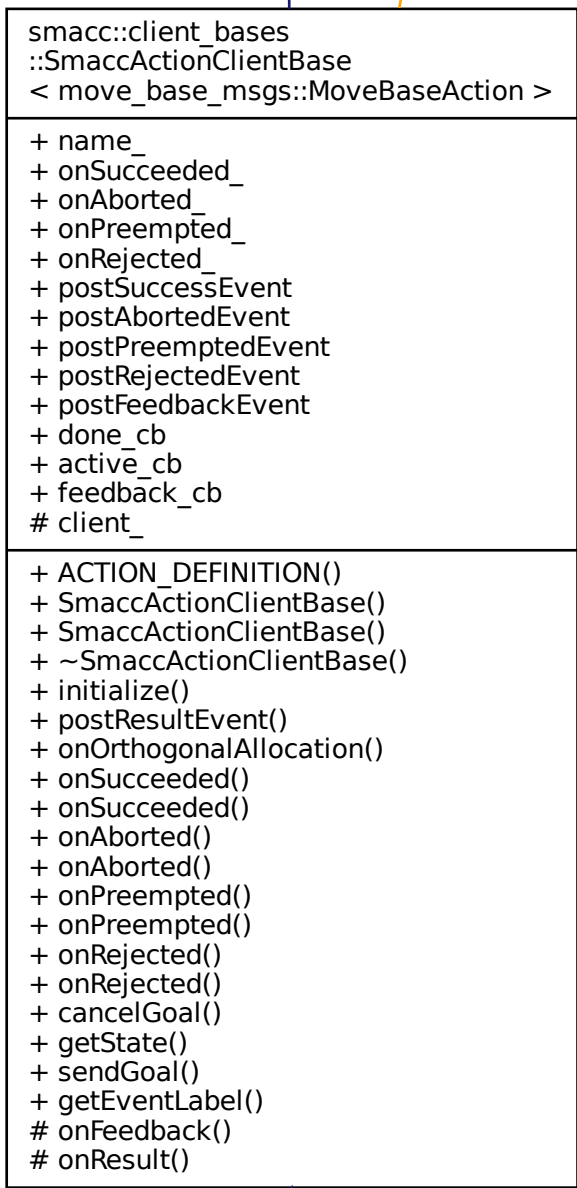 smacc::client_bases
::SmaccActionClientBase
< move_base_msgs::MoveBaseAction >
+ name_
+ onSucceeded_
+ onAborted_
+ onPreempted_
+ onRejected_
+ postSuccessEvent
+ postAbortedEvent
+ postPreemptedEvent
+ postRejectedEvent
+ postFeedbackEvent
+ done_cb
+ active_cb
+ feedback_cb
# client_
+ ACTION_DEFINITION()
+ SmaccActionClientBase()
+ SmaccActionClientBase()
+ ~SmaccActionClientBase()
+ initialize()
+ postResultEvent()
+ onOrthogonalAllocation()
+ onSucceeded()
+ onSucceeded()
+ onAborted()
+ onAborted()
+ onPreempted()
+ onPreempted()
+ onRejected()
+ onRejected()
+ cancelGoal()
+ getState()
+ sendGoal()
+ getEventLabel()
# onFeedback()
# onResult()